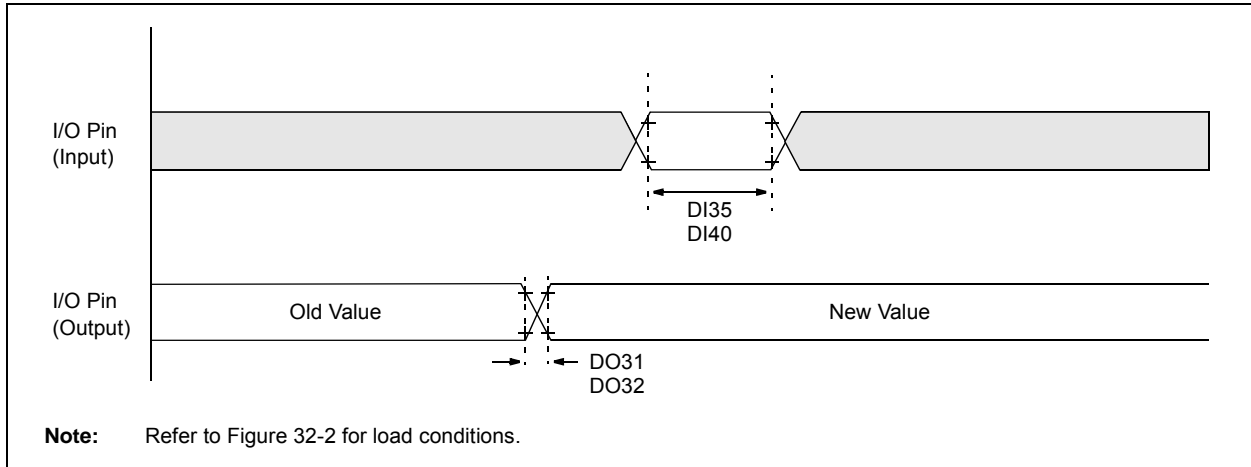 I/O Pin
(Input)
DI35
DI40
I/O Pin
(Output)
Old Value
New Value
DO31
DO32
Note: Refer to Figure 32-2 for load conditions.